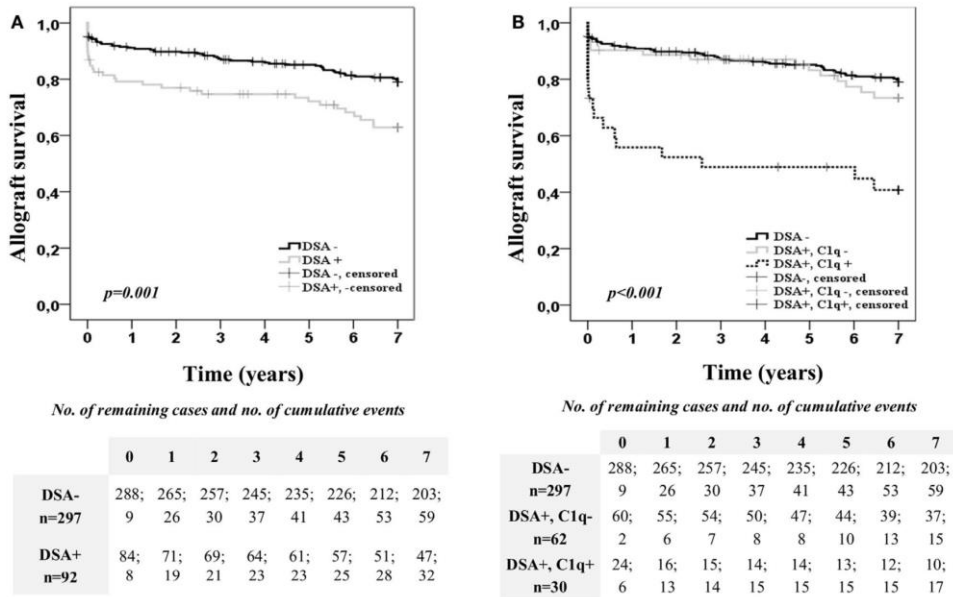 A
Allograft survival
1,0
0,8
0,6
0,4
0,2
0,0
DSA -
DSA +
DSA -, censored
DSA+, -censored
p=0.001
0 1 2 3 4 5 6 7
Time (years)
No. of remaining cases and no. of cumulative events
0 1 2 3 4 5 6 7
DSA- 288; 265; 257; 245; 235; 226; 212; 203;
n=297 9 26 30 37 41 43 53 59
DSA+ 84; 71; 69; 64; 61; 57; 51; 47;
n=92 8 19 21 23 23 25 28 32
B
Allograft survival
1,0
0,8
0,6
0,4
0,2
0,0
DSA -
DSA+, C1q -
DSA+, C1q +
DSA-, censored
DSA+, C1q -, censored
DSA+, C1q+, censored
p<0.001
0 1 2 3 4 5 6 7
Time (years)
No. of remaining cases and no. of cumulative events
0 1 2 3 4 5 6 7
DSA- 288; 265; 257; 245; 235; 226; 212; 203;
n=297 9 26 30 37 41 43 53 59
DSA+, C1q- 60; 55; 54; 50; 47; 44; 39; 37;
n=62 2 6 7 8 8 10 13 15
DSA+, C1q+ 24; 16; 15; 14; 14; 13; 12; 10;
n=30 6 13 14 15 15 15 15 17